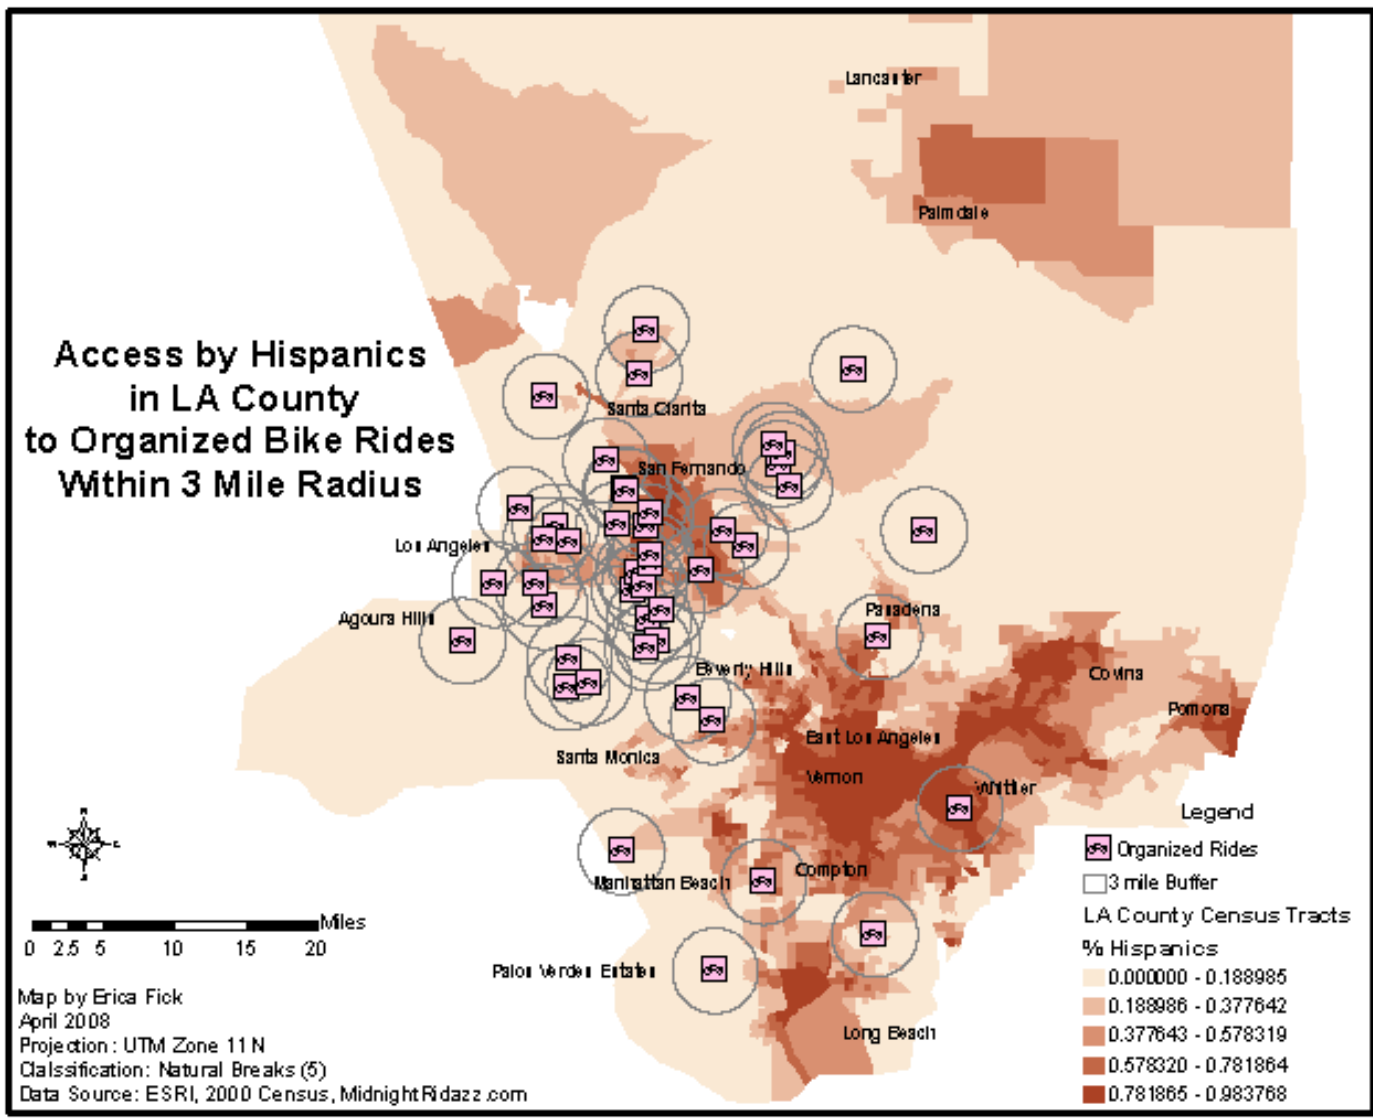 Lancaster
Palmdale
Access by Hispanics
in LA County
to Organized Bike Rides
Within 3 Mile Radius
Santa Clarita
San Fernando
Los Angeles
Agoura Hills
Pasadena
Beverly Hills
Covina
Pomona
East Los Angeles
Santa Monica
Vernon
Whittier
Compton
Manhattan Beach
Palos Verdes Estates
Long Beach
Miles
0 2.5 5 10 15 20
Map by Erica Fick
April 2008
Projection: UTM Zone 11 N
Clalssification: Natural Breaks (5)
Data Source: ESRI, 2000 Census, MidnightRidazz.com
Legend
Organized Rides
3 mile Buffer
LA County Census Tracts
% Hispanics
0.000000 - 0.188985
0.188986 - 0.377642
0.377643 - 0.578319
0.578320 - 0.781864
0.781865 - 0.983768